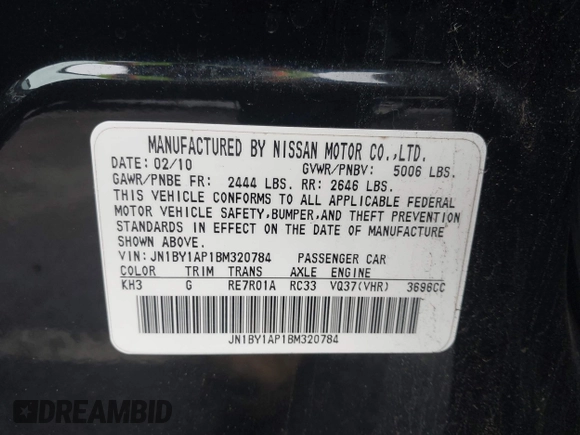 MANUFACTURED BY NISSAN MOTOR CO.,LTD.
DATE: 02/10 GVWR/PNBV: 5006 LBS.
GAWR/PNBE FR: 2444 LBS. RR: 2646 LBS.
THIS VEHICLE CONFORMS TO ALL APPLICABLE FEDERAL
MOTOR VEHICLE SAFETY,BUMPER,AND THEFT PREVENTION
STANDARDS IN EFFECT ON THE DATE OF MANUFACTURE
SHOWN ABOVE.
VIN: JN1BY1AP1BM320784 PASSENGER CAR
COLOR TRIM TRANS AXLE ENGINE
KH3 G RE7R01A RC33 VQ37(VHR) 3696CC
JN1BY1AP1BM320784
DREAMBID